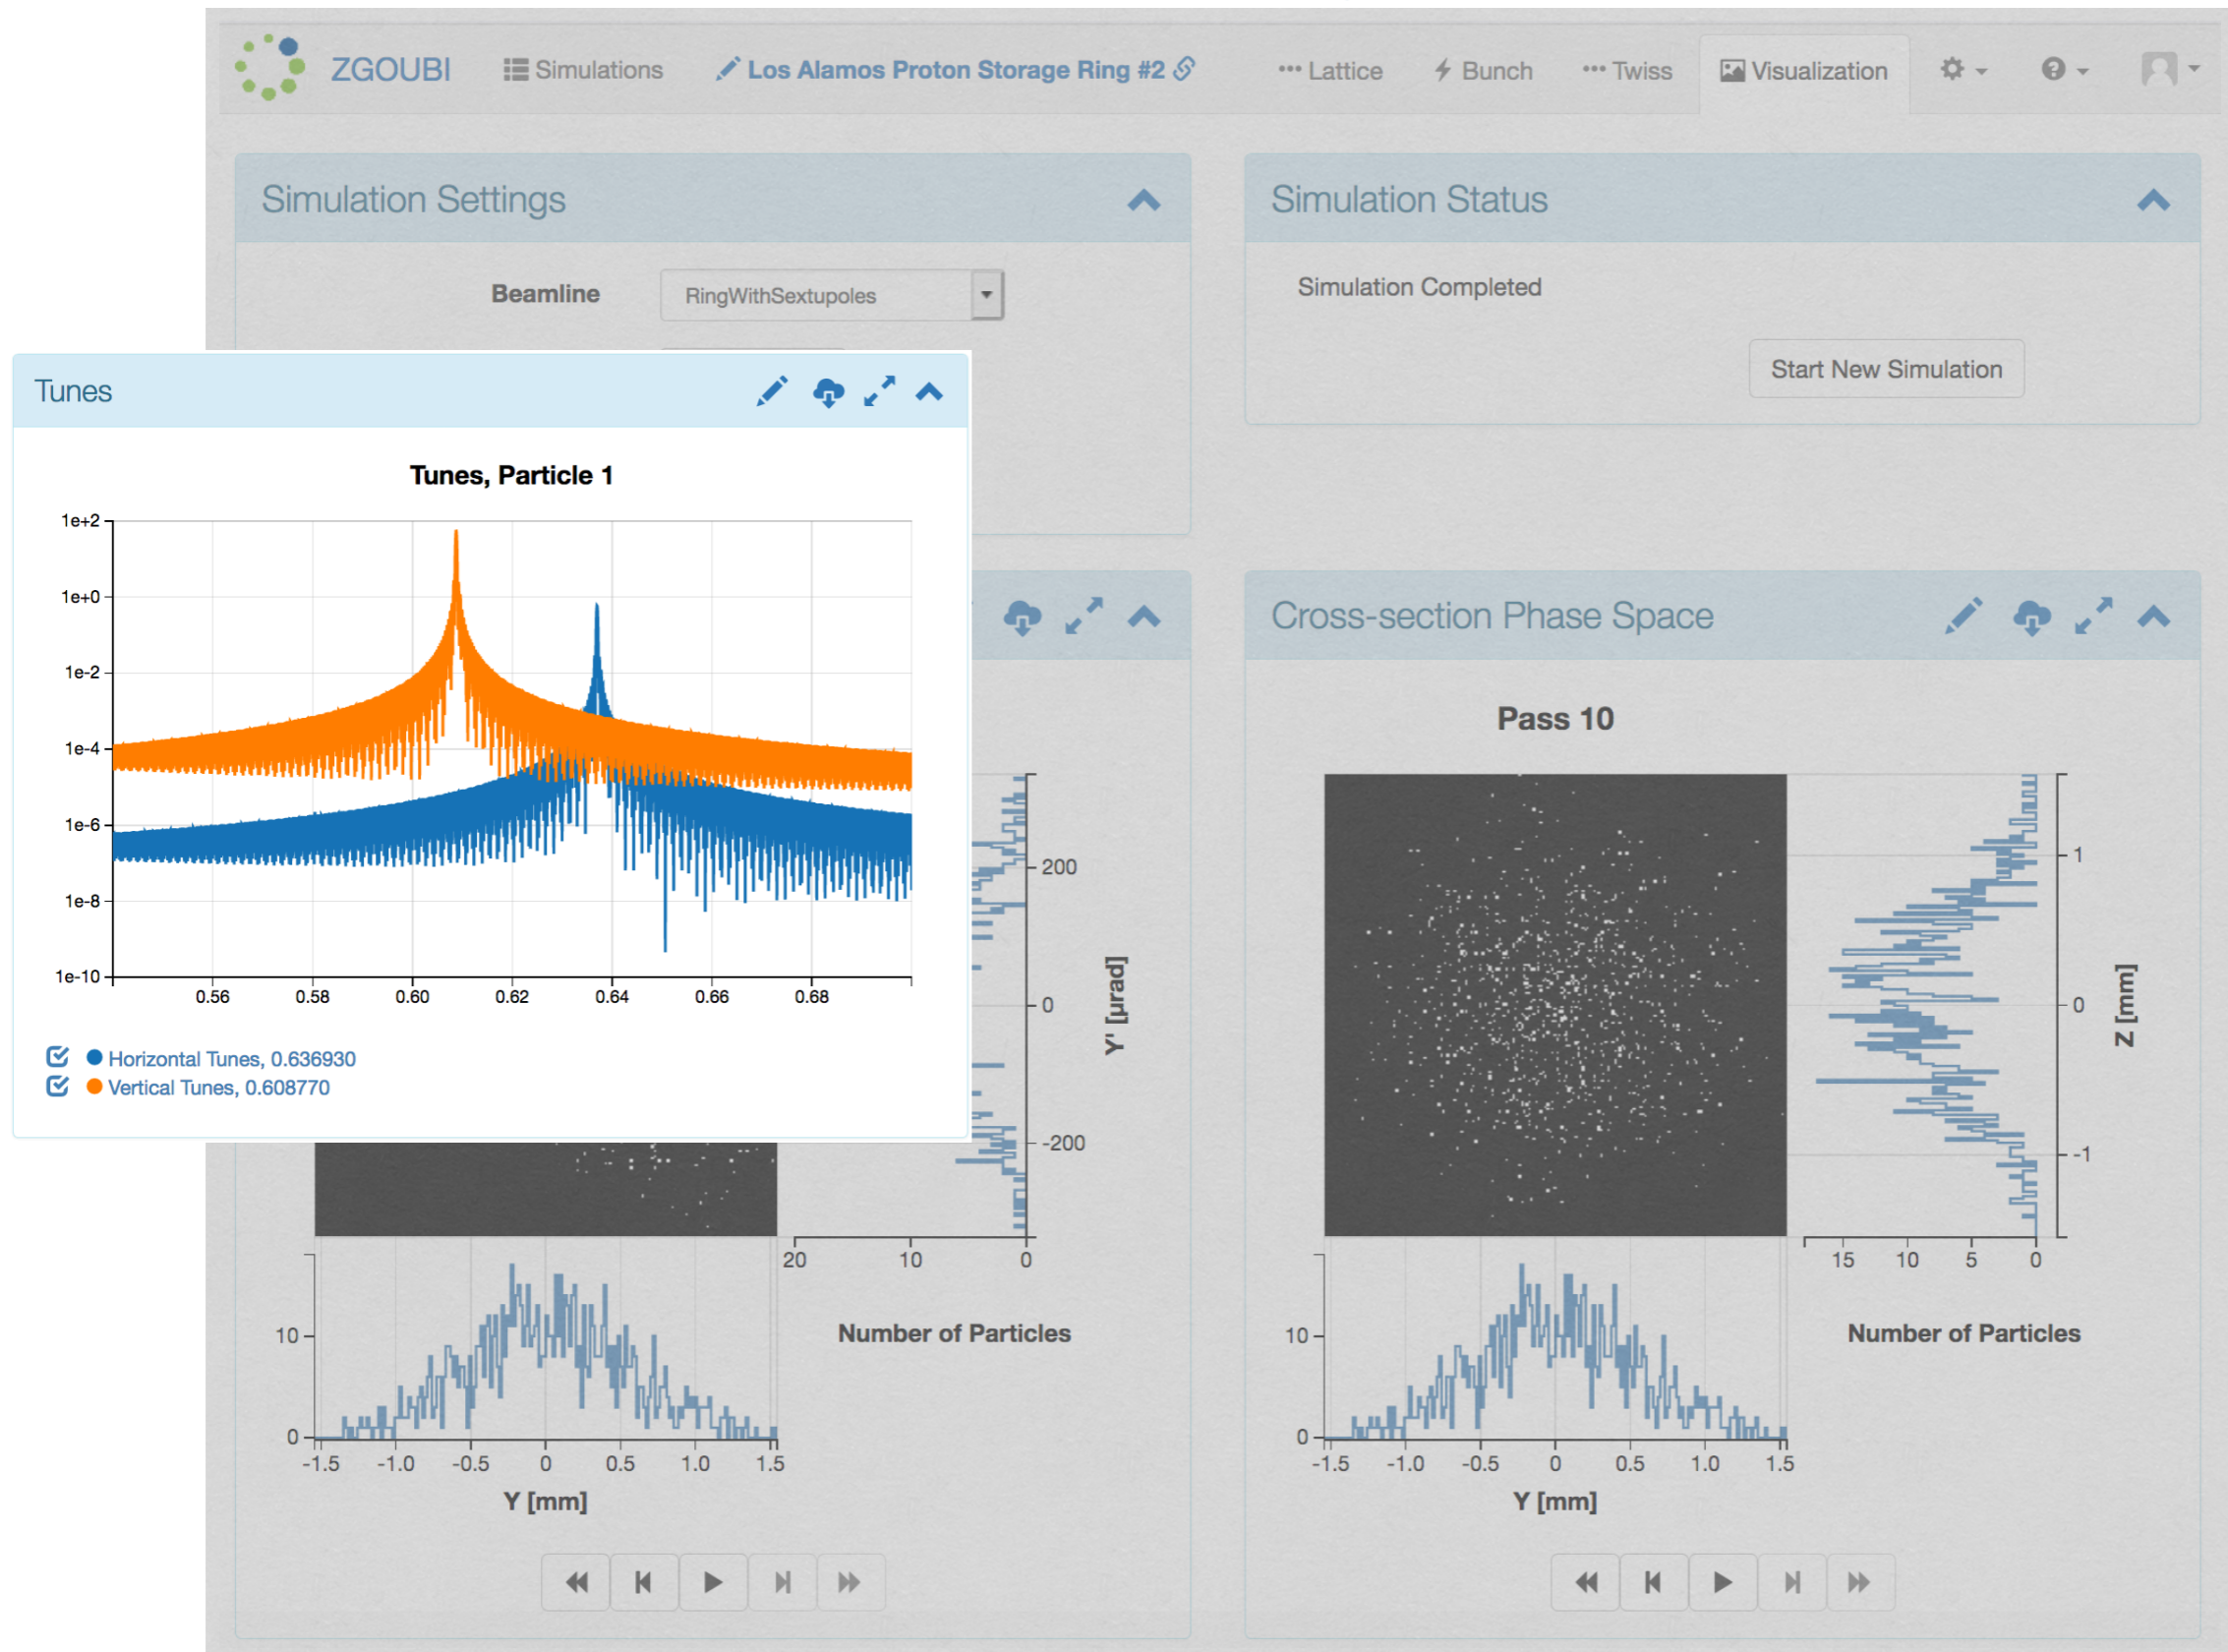 ZGOUBI Simulations Los Alamos Proton Storage Ring #2 Lattice Bunch Twiss Visualization
Simulation Settings
Beamline RingWithSextupoles
Simulation Status
Simulation Completed
Start New Simulation
Tunes
Tunes, Particle 1
1e+2
1e+0
1e-2
1e-4
1e-6
1e-8
1e-10
0.56 0.58 0.60 0.62 0.64 0.66 0.68
Horizontal Tunes, 0.636930
Vertical Tunes, 0.608770
200
0
-200
Y' [µrad]
20 10 0
10
0
Number of Particles
-1.5 -1.0 -0.5 0 0.5 1.0 1.5
Y [mm]
Cross-section Phase Space
Pass 10
1
0
-1
Z [mm]
15 10 5 0
10
0
Number of Particles
-1.5 -1.0 -0.5 0 0.5 1.0 1.5
Y [mm]